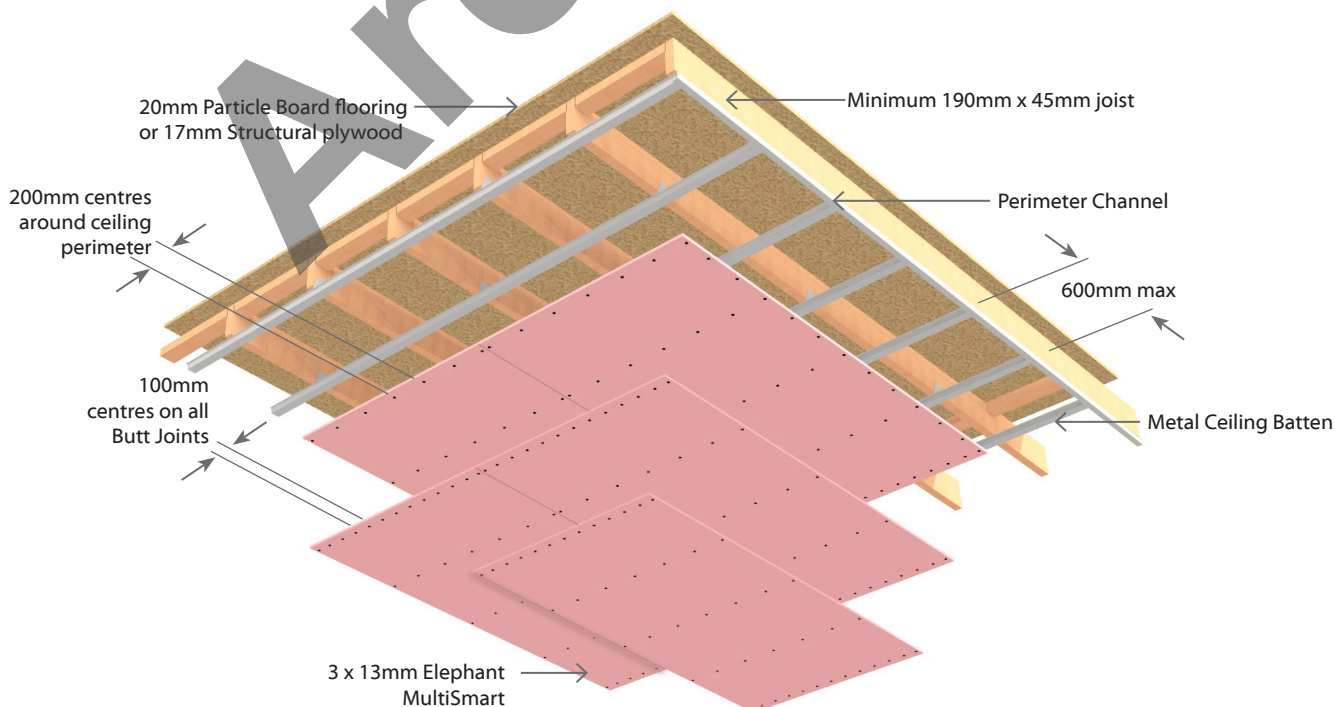 20mm Particle Board flooring
or 17mm Structural plywood
Minimum 190mm x 45mm joist
200mm centres
around ceiling
perimeter
Perimeter Channel
600mm max
100mm
centres on all
Butt Joints
Metal Ceiling Batten
3 x 13mm Elephant
MultiSmart